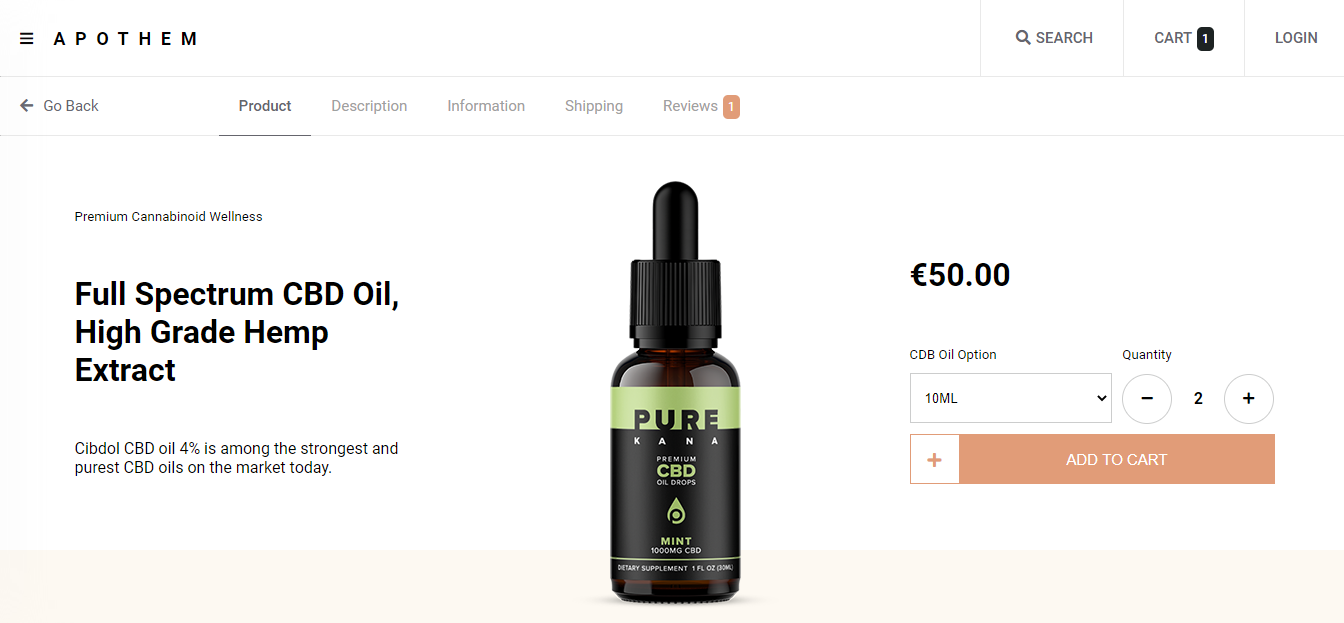 APOTHEM
SEARCH
CART 1
LOGIN
Go Back
Product
Description
Information
Shipping
Reviews 1
Premium Cannabinoid Wellness
Full Spectrum CBD Oil,
High Grade Hemp
Extract
Cibdol CBD oil 4% is among the strongest and
purest CBD oils on the market today.
PURE
KANA
PREMIUM
CBD
OIL DROPS
MINT
1000MG CBD
DIETARY SUPPLEMENT 1 FL OZ (30ML)
€50.00
CDB Oil Option
Quantity
10ML
− 2 +
+ ADD TO CART